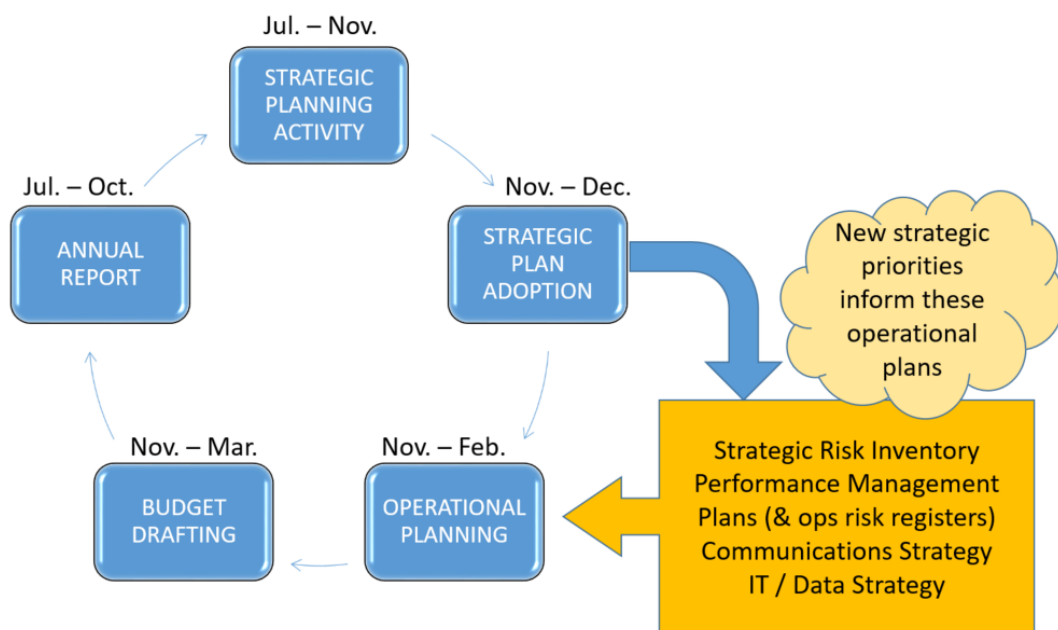 Jul. – Nov.
STRATEGIC
PLANNING
ACTIVITY
Nov. – Dec.
STRATEGIC
PLAN
ADOPTION
New strategic
priorities
inform these
operational
plans
Strategic Risk Inventory
Performance Management
Plans (& ops risk registers)
Communications Strategy
IT / Data Strategy
Nov. – Feb.
OPERATIONAL
PLANNING
Nov. – Mar.
BUDGET
DRAFTING
Jul. – Oct.
ANNUAL
REPORT